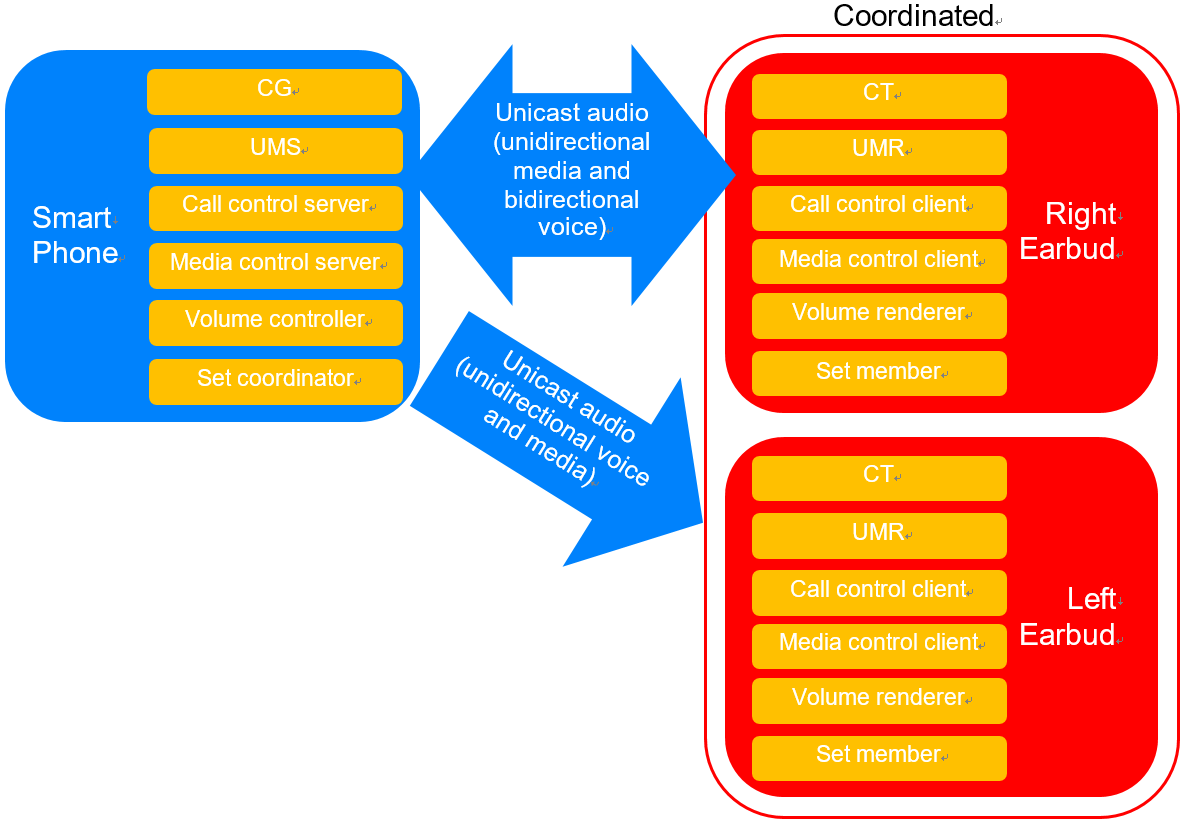 Coordinated
Smart
Phone
CG
UMS
Call control server
Media control server
Volume controller
Set coordinator
Unicast audio
(unidirectional
media and
bidirectional
voice)
Unicast audio
(unidirectional voice
and media)
CT
UMR
Call control client
Media control client
Volume renderer
Set member
Right
Earbud
CT
UMR
Call control client
Media control client
Volume renderer
Set member
Left
Earbud